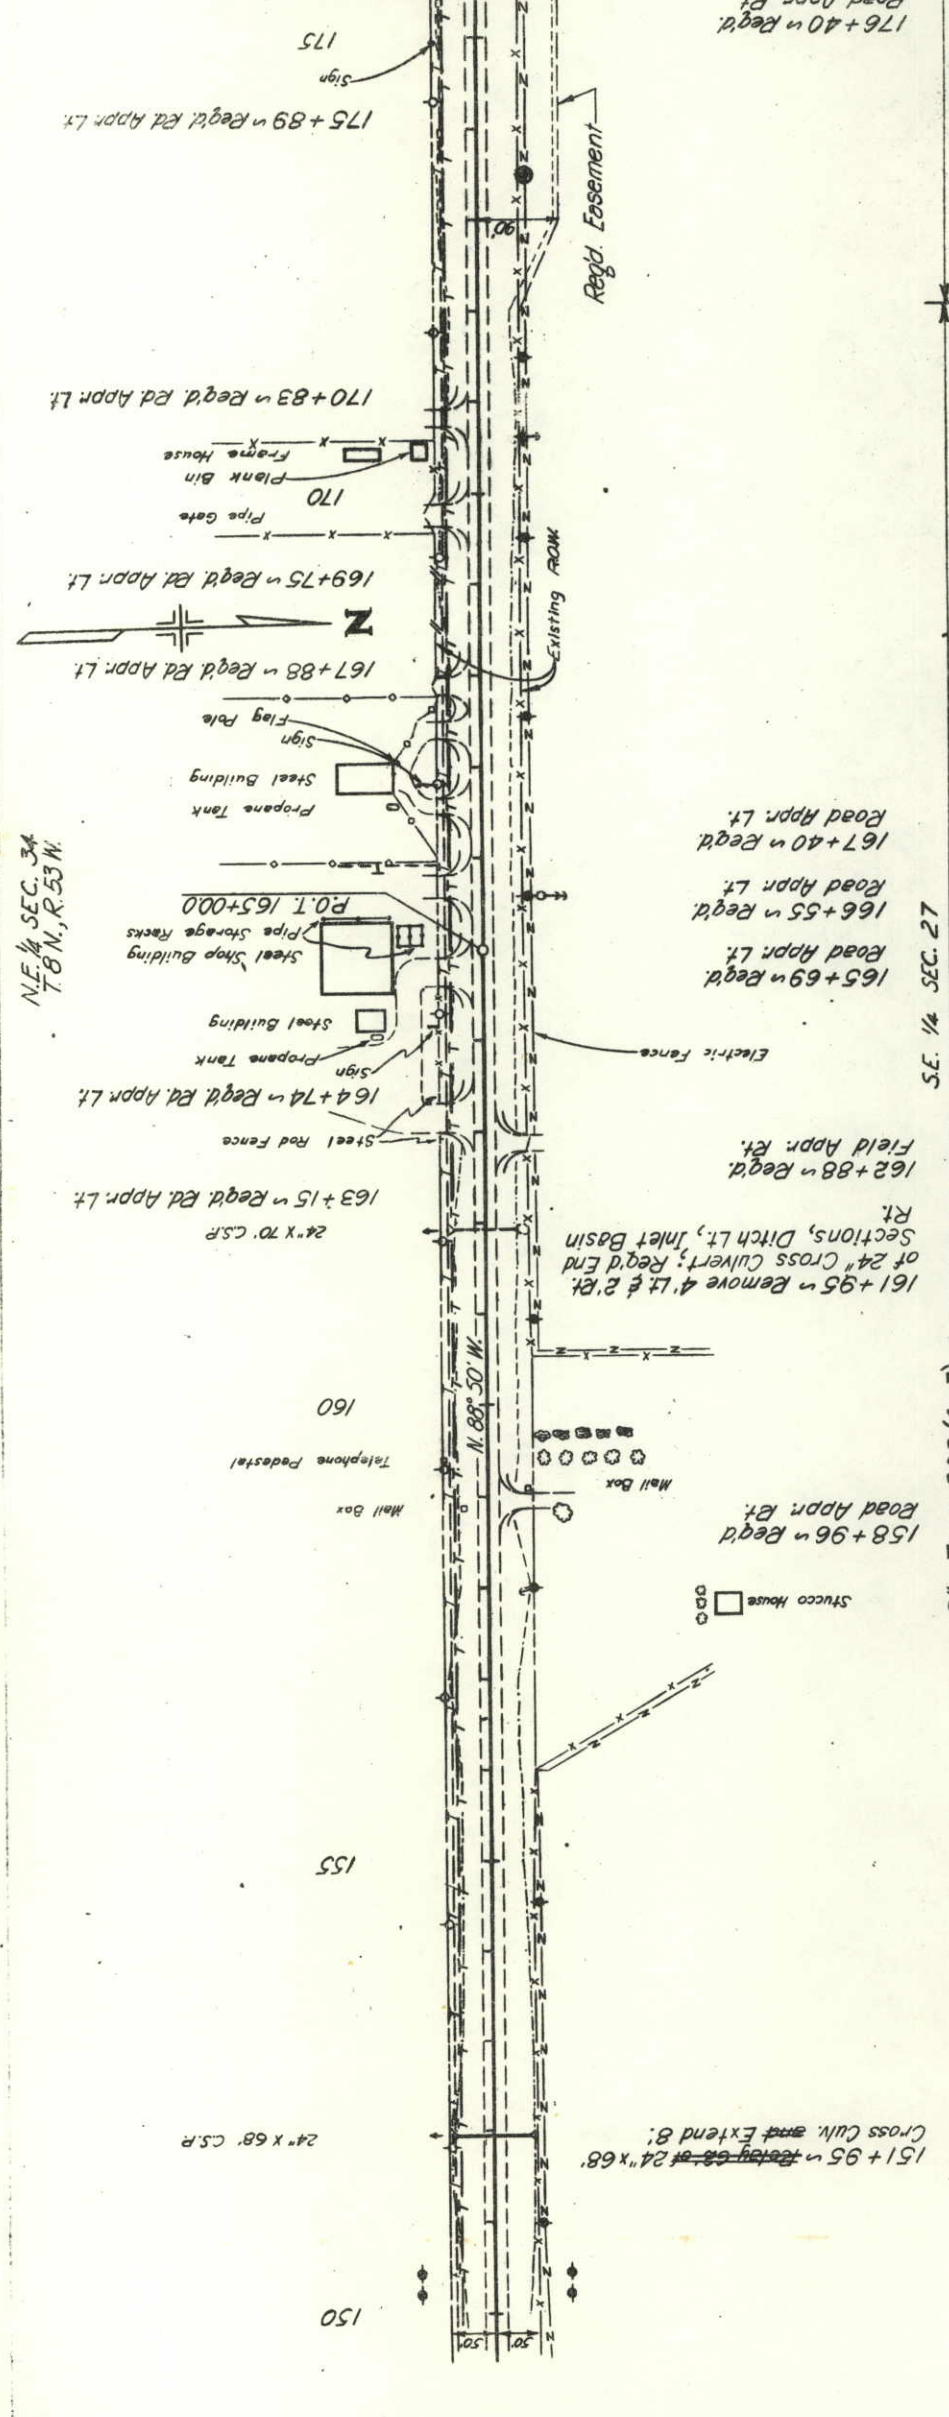 176+40 ~ Req'd.
Road Appr. Rt.
175
Sign
175+89 ~ Req'd. Rd. Appr. Lt.
Req'd. Easement
90'
170+83 ~ Req'd. Rd. Appr. Lt.
Frame House
Plank Bin
170
Pipe Gate
169+75 ~ Req'd. Rd. Appr. Lt.
N
Existing ROW
167+88 ~ Req'd. Rd. Appr. Lt.
Flag Pole
Sign
Steel Building
Propane Tank
N.E. 1/4 SEC. 34
T.8 N., R.53 W.
167+40 ~ Req'd.
Road Appr. Lt.
166+55 ~ Req'd.
Road Appr. Lt.
165+69 ~ Req'd.
Road Appr. Lt.
S.E. 1/4 SEC. 27
P.O.T. 165+00.0
Pipe Storage Racks
Steel Shop Building
Steel Building
Propane Tank
Sign
Electric Fence
164+74 ~ Req'd. Rd. Appr. Lt.
Steel Rod Fence
162+88 ~ Req'd.
Field Appr. Rt.
163+15 ~ Req'd. Rd. Appr. Lt.
24" X 70' C.S.P.
161+95 ~ Remove 4' Lt. & 2' Rt.
of 24" Cross Culvert; Req'd End
Sections, Ditch Lt., Inlet Basin
Rt.
N. 88° 50' W.
160
Telephone Pedestal
Mail Box
Mail Box
158+96 ~ Req'd
Road Appr. Rt.
Stucco House
155
24" X 68' C.S.P.
151+95 ~ Relay 62' of 24"x68'
Cross Culv. and Extend 8'.
150
50'
50'